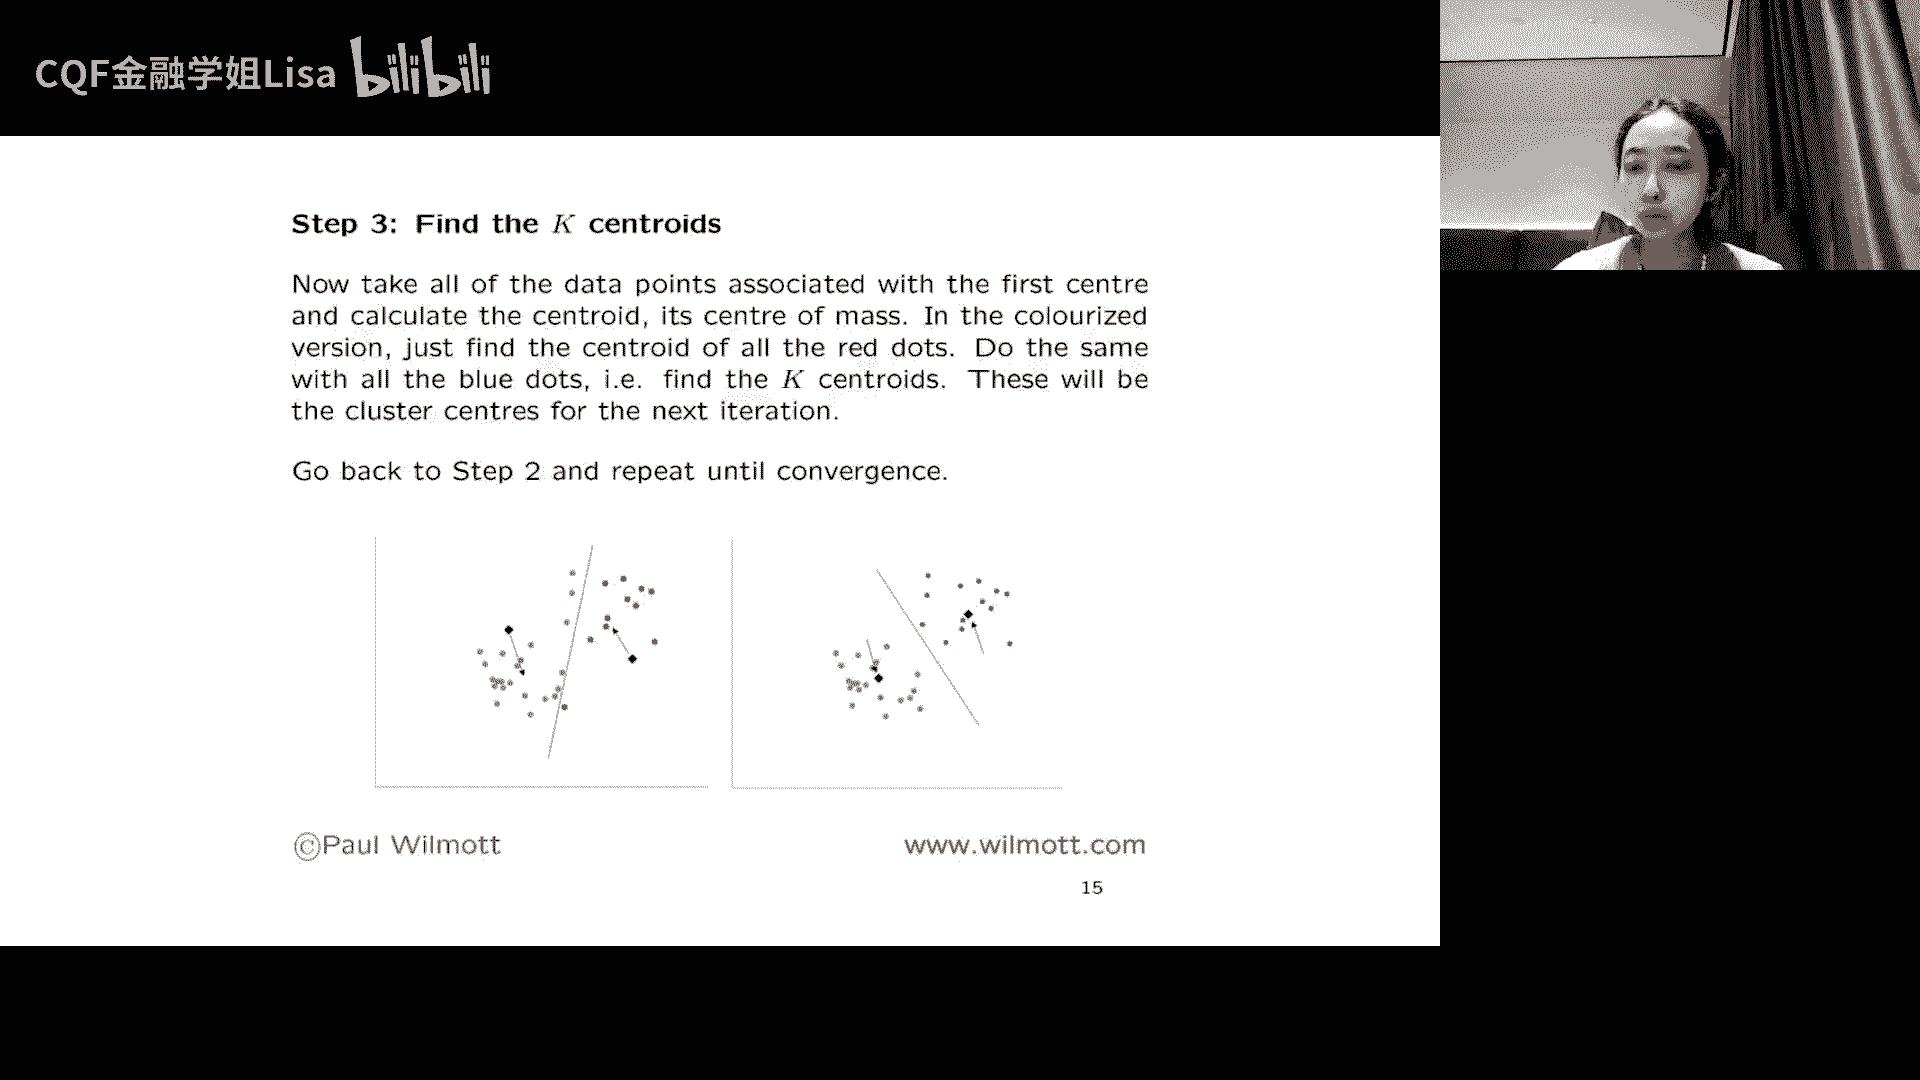 CQF金融学姐Lisa bilibili
Step 3: Find the K centroids
Now take all of the data points associated with the first centre
and calculate the centroid, its centre of mass. In the colourized
version, just find the centroid of all the red dots. Do the same
with all the blue dots, i.e. find the K centroids. These will be
the cluster centres for the next iteration.
Go back to Step 2 and repeat until convergence.
©Paul Wilmott
www.wilmott.com
15